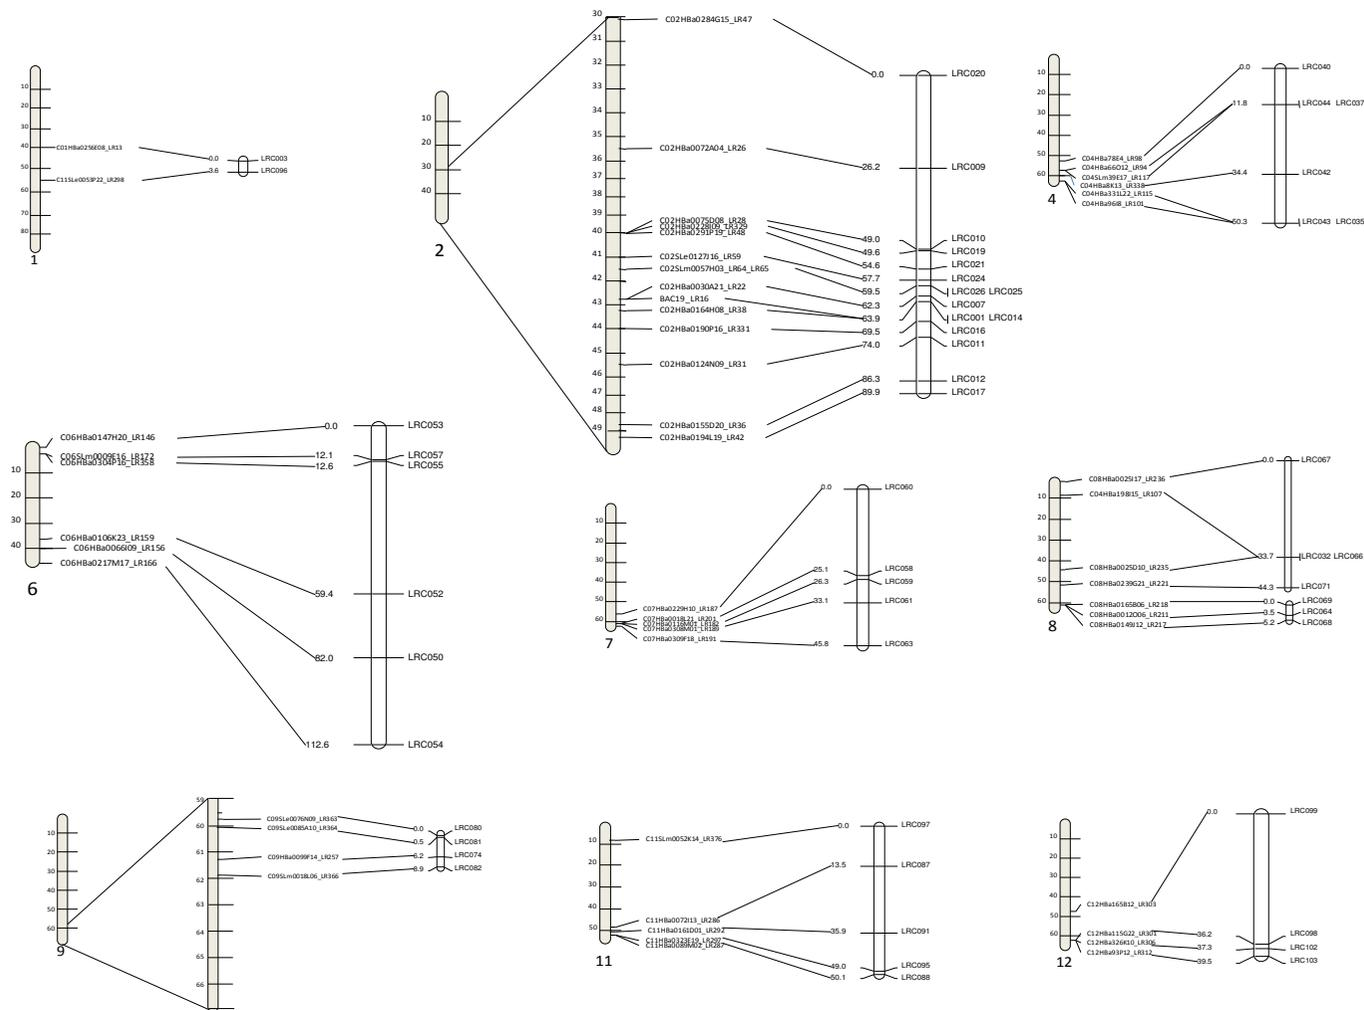 10
20
30
40
50
60
70
80
C01HBa0256E08_LR13
C11SLe0053P22_LR298
0.0 LRC003
3.6 LRC096
1
10
20
30
40
2
30
31
32
33
34
35
36
37
38
39
40
41
42
43
44
45
46
47
48
49
C02HBa0284G15_LR47
C02HBa0072A04_LR26
C02HBa0075D08_LR28
C02HBa0228I09_LR329
C02HBa0291P19_LR48
C02SLe0127J16_LR59
C02SLm0057H03_LR64_LR65
C02HBa0030A21_LR22
BAC19_LR16
C02HBa0164H08_LR38
C02HBa0190P16_LR331
C02HBa0124N09_LR31
C02HBa0155D20_LR36
C02HBa0194L19_LR42
0.0 LRC020
26.2 LRC009
49.0 LRC010
49.6 LRC019
54.6 LRC021
57.7 LRC024
59.5 LRC026 LRC025
62.3 LRC007
63.9 LRC001 LRC014
69.5 LRC016
74.0 LRC011
86.3 LRC012
89.9 LRC017
10
20
30
40
50
60
4
C04HBa78E4_LR98
C04HBa66O12_LR94
C04SLm39E17_LR117
C04HBa8K13_LR338
C04HBa331L22_LR115
C04HBa96I8_LR101
0.0 LRC040
11.8 LRC044 LRC037
34.4 LRC042
50.3 LRC043 LRC035
10
20
30
40
6
C06HBa0147H20_LR146
C06SLm0009E16_LR172
C06HBa0304P16_LR358
C06HBa0106K23_LR159
C06HBa0066I09_LR156
C06HBa0217M17_LR166
0.0 LRC053
12.1 LRC057
12.6 LRC055
59.4 LRC052
82.0 LRC050
112.6 LRC054
10
20
30
40
50
60
7
C07HBa0229H10_LR187
C07HBa0018L21_LR201
C07HBa0116M01_LR182
C07HBa0308M01_LR189
C07HBa0309F18_LR191
0.0 LRC060
25.1 LRC058
26.3 LRC059
33.1 LRC061
45.8 LRC063
10
20
30
40
50
60
8
C08HBa0025I17_LR236
C04HBa198I15_LR107
C08HBa0025D10_LR235
C08HBa0239G21_LR221
C08HBa0165B06_LR218
C08HBa0012O06_LR211
C08HBa0149J12_LR217
0.0 LRC067
33.7 LRC032 LRC066
44.3 LRC071
0.0 LRC069
3.5 LRC064
5.2 LRC068
10
20
30
40
50
60
9
59
60
61
62
63
64
65
66
C09SLe0076N09_LR363
C09SLe0085A10_LR364
C09HBa0099F14_LR257
C09SLm0018L06_LR366
0.0 LRC080
0.5 LRC081
6.2 LRC074
8.9 LRC082
10
20
30
40
50
11
C11SLm0052K14_LR376
C11HBa0072I13_LR286
C11HBa0161D01_LR292
C11HBa0323E19_LR297
C11HBa0089M02_LR287
0.0 LRC097
13.5 LRC087
35.9 LRC091
49.0 LRC095
50.1 LRC088
10
20
30
40
50
60
12
C12HBa165B12_LR303
C12HBa115G22_LR301
C12HBa326K10_LR306
C12HBa93P12_LR312
0.0 LRC099
36.2 LRC098
37.3 LRC102
39.5 LRC103